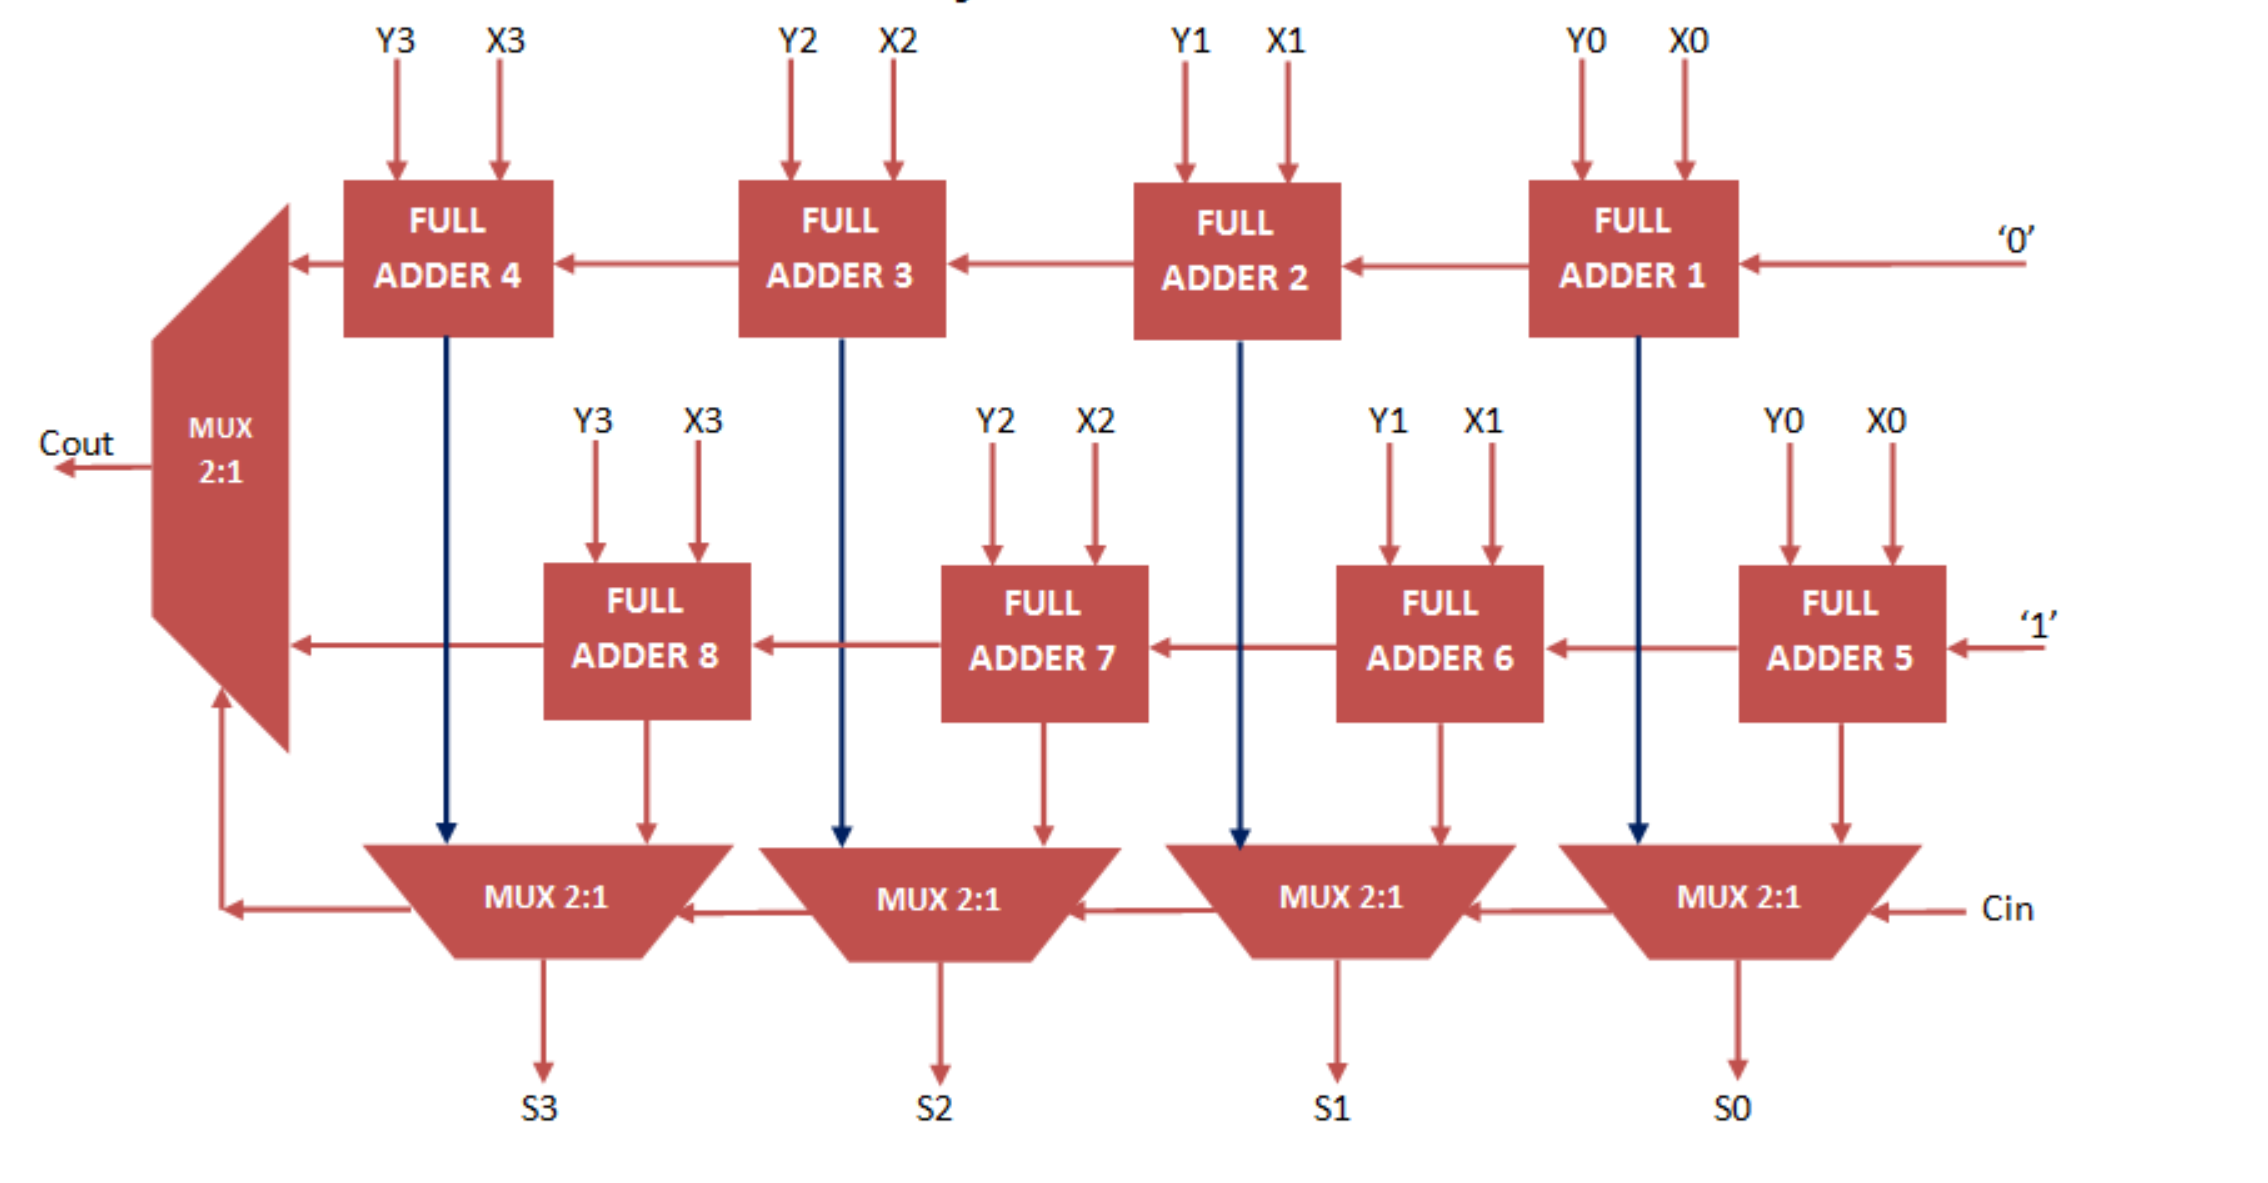 Y3 X3 Y2 X2 Y1 X1 Y0 X0
FULL ADDER 4
FULL ADDER 3
FULL ADDER 2
FULL ADDER 1
‘0’
MUX 2:1
Cout
Y3 X3 Y2 X2 Y1 X1 Y0 X0
FULL ADDER 8
FULL ADDER 7
FULL ADDER 6
FULL ADDER 5
‘1’
MUX 2:1
MUX 2:1
MUX 2:1
MUX 2:1
Cin
S3 S2 S1 S0